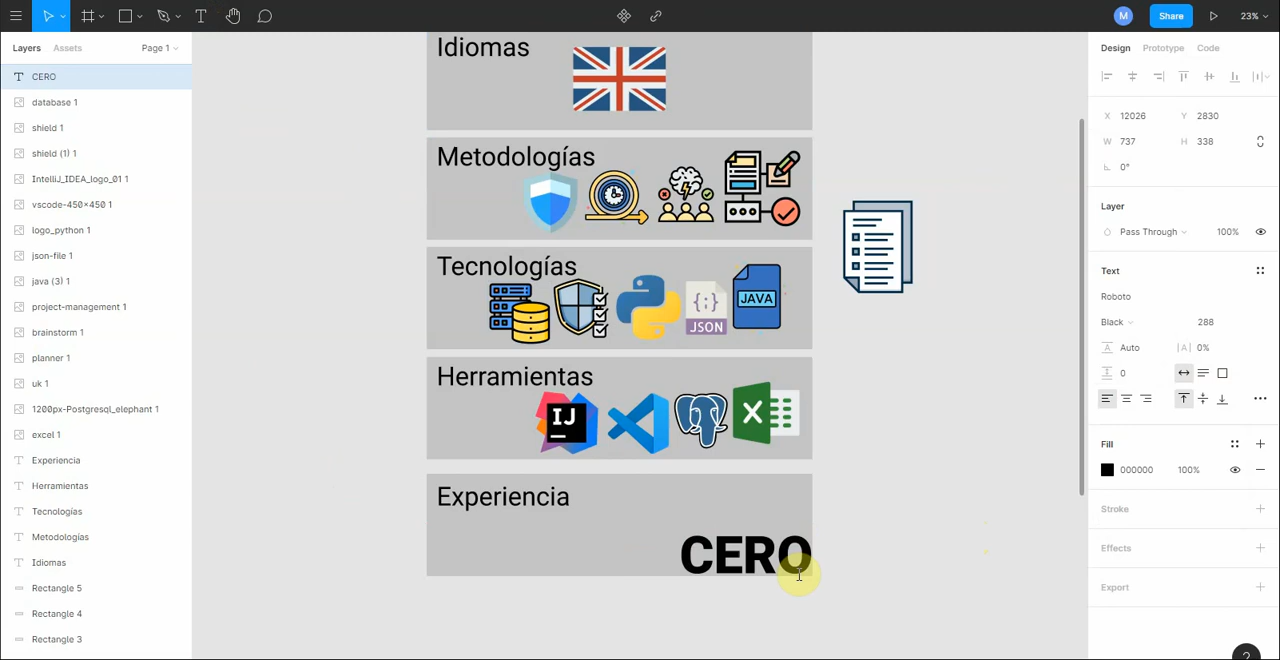 M
Share
23%
Layers
Assets
Page 1
CERO
database 1
shield 1
shield (1) 1
IntelliJ_IDEA_logo_01 1
vscode-450x450 1
logo_python 1
json-file 1
java (3) 1
project-management 1
brainstorm 1
planner 1
uk 1
1200px-Postgresql_elephant 1
excel 1
Experiencia
Herramientas
Tecnologías
Metodologías
Idiomas
Rectangle 5
Rectangle 4
Rectangle 3
Idiomas
Metodologías
Tecnologías
{;}
JSON
JAVA
Herramientas
IJ
X
Experiencia
CERO
Design
Prototype
Code
X 12026 Y 2830
W 737 H 338
0°
Layer
Pass Through 100%
Text
Roboto
Black 288
A Auto |A| 0%
0
Fill
000000 100%
Stroke
Effects
Export
?